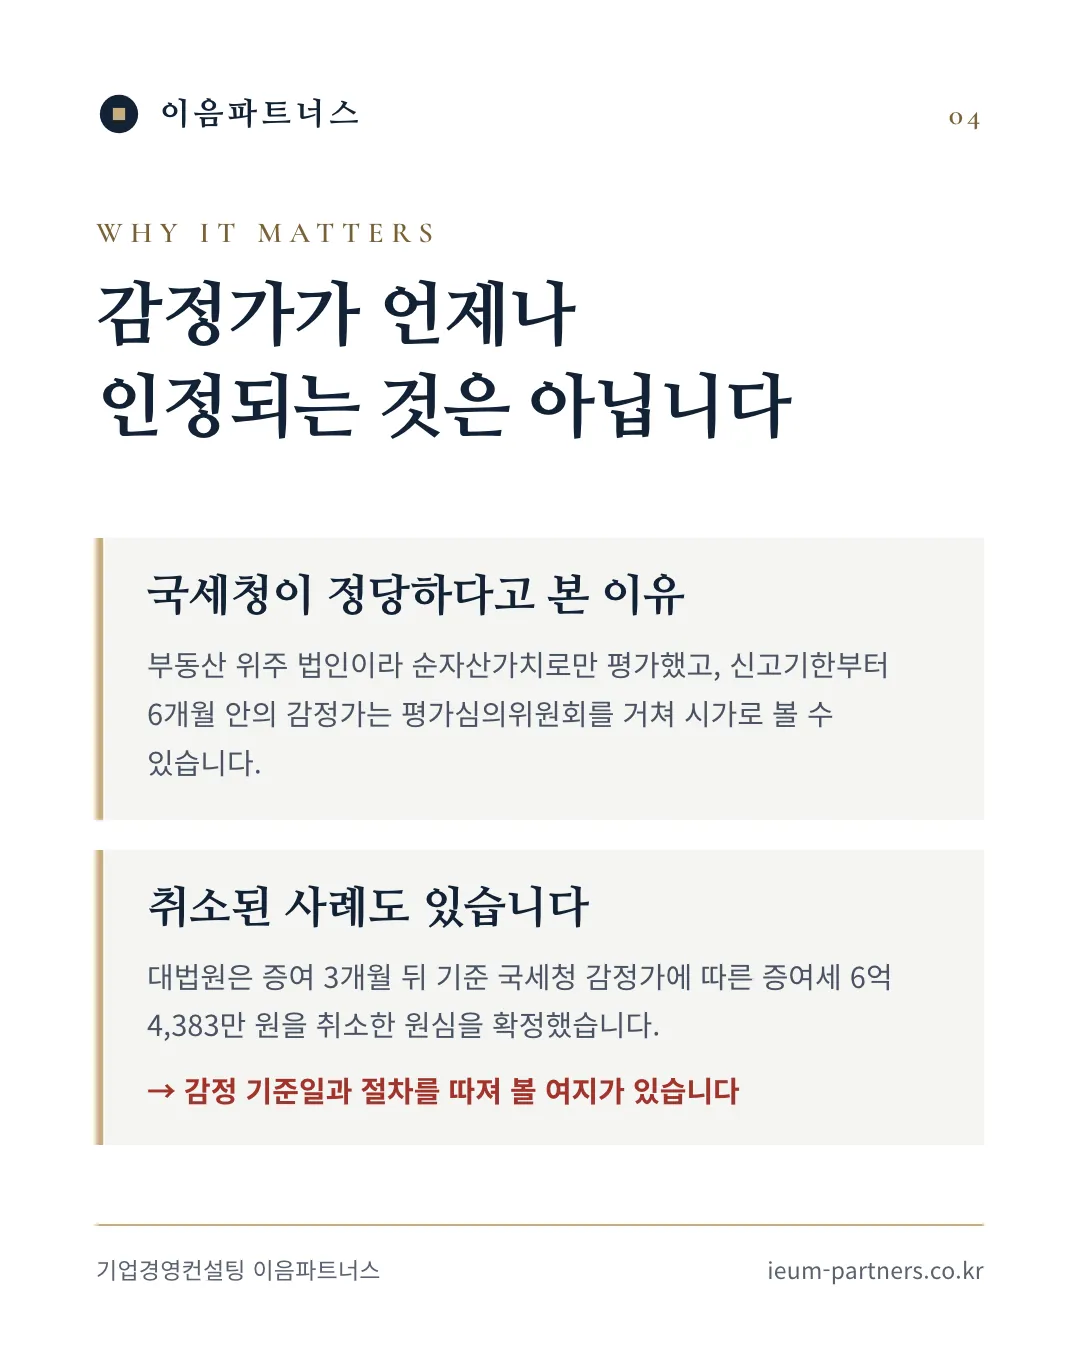 이음파트너스
04
WHY IT MATTERS
감정가가 언제나
인정되는 것은 아닙니다
국세청이 정당하다고 본 이유
부동산 위주 법인이라 순자산가치로만 평가했고, 신고기한부터
6개월 안의 감정가는 평가심의위원회를 거쳐 시가로 볼 수
있습니다.
취소된 사례도 있습니다
대법원은 증여 3개월 뒤 기준 국세청 감정가에 따른 증여세 6억
4,383만 원을 취소한 원심을 확정했습니다.
→ 감정 기준일과 절차를 따져 볼 여지가 있습니다
기업경영컨설팅 이음파트너스
ieum-partners.co.kr